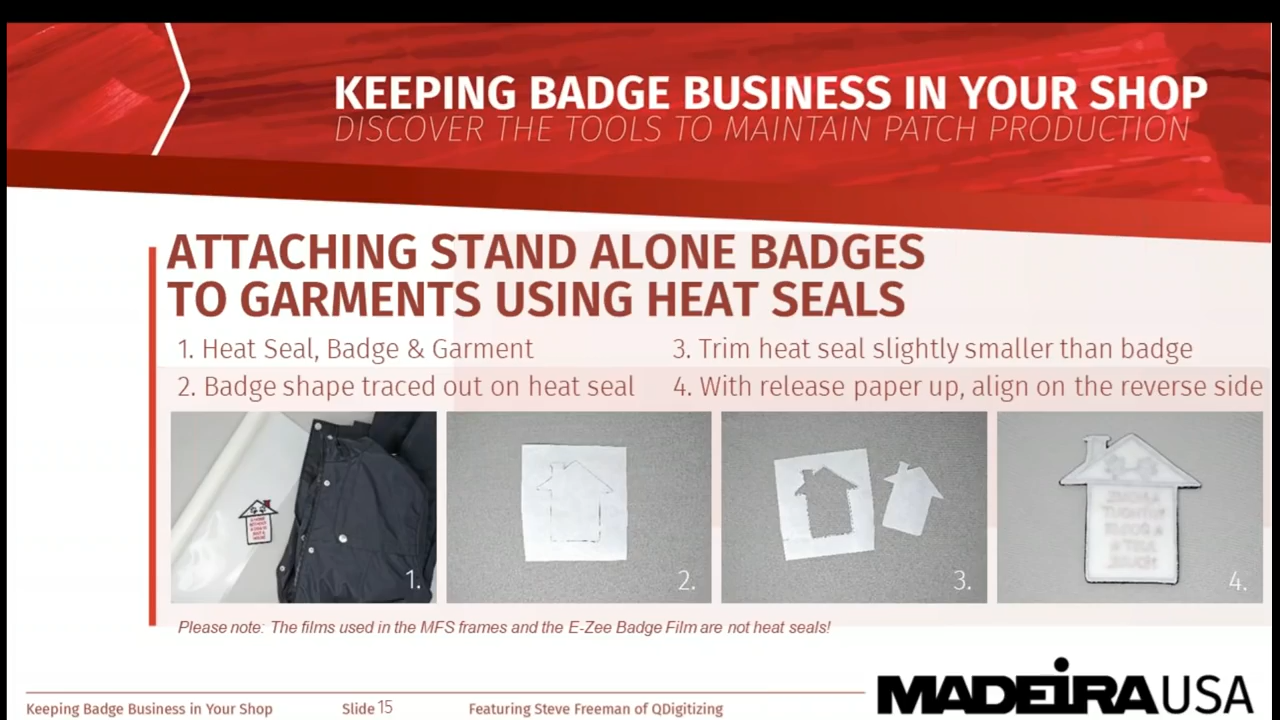 KEEPING BADGE BUSINESS IN YOUR SHOP
DISCOVER THE TOOLS TO MAINTAIN PATCH PRODUCTION
ATTACHING STAND ALONE BADGES
TO GARMENTS USING HEAT SEALS
1. Heat Seal, Badge & Garment
2. Badge shape traced out on heat seal
3. Trim heat seal slightly smaller than badge
4. With release paper up, align on the reverse side
1.
2.
3.
4.
Please note: The films used in the MFS frames and the E-Zee Badge Film are not heat seals!
Keeping Badge Business in Your Shop
Slide 15
Featuring Steve Freeman of QDigitizing
MADEIRA USA